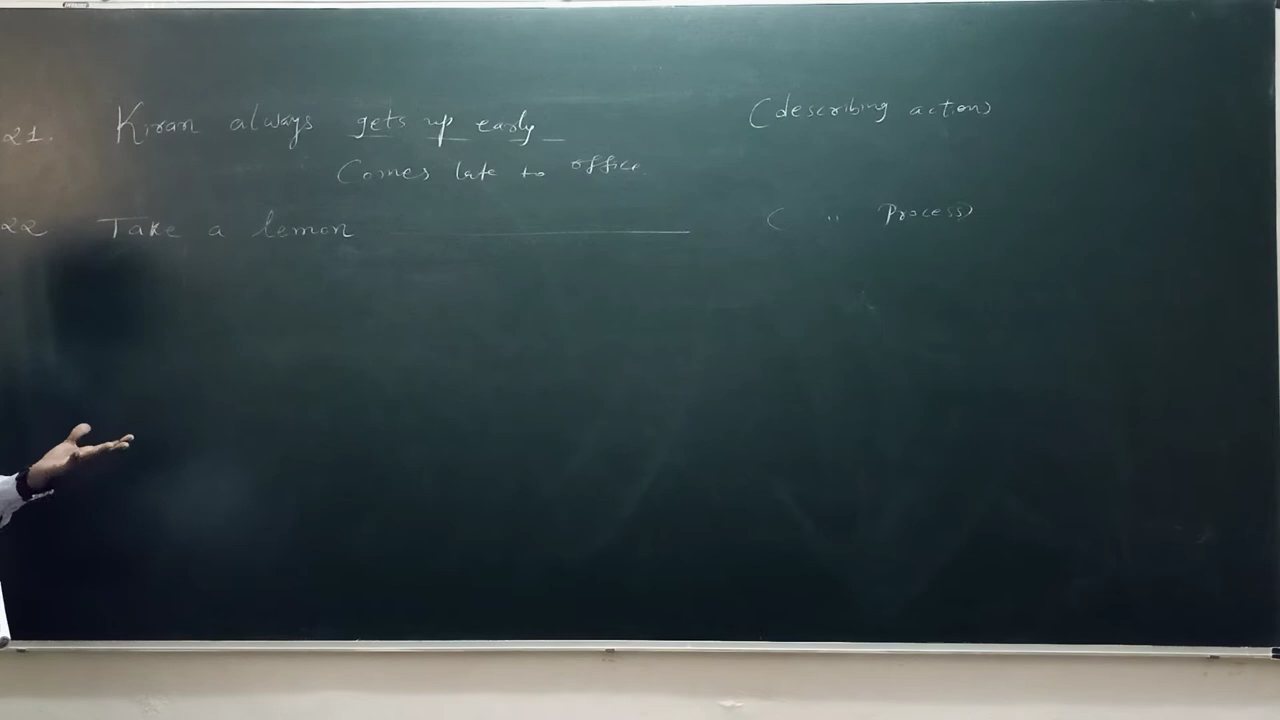 21. Kiran always gets up early (describing action)
Comes late to office
22 Take a lemon ( " Process)